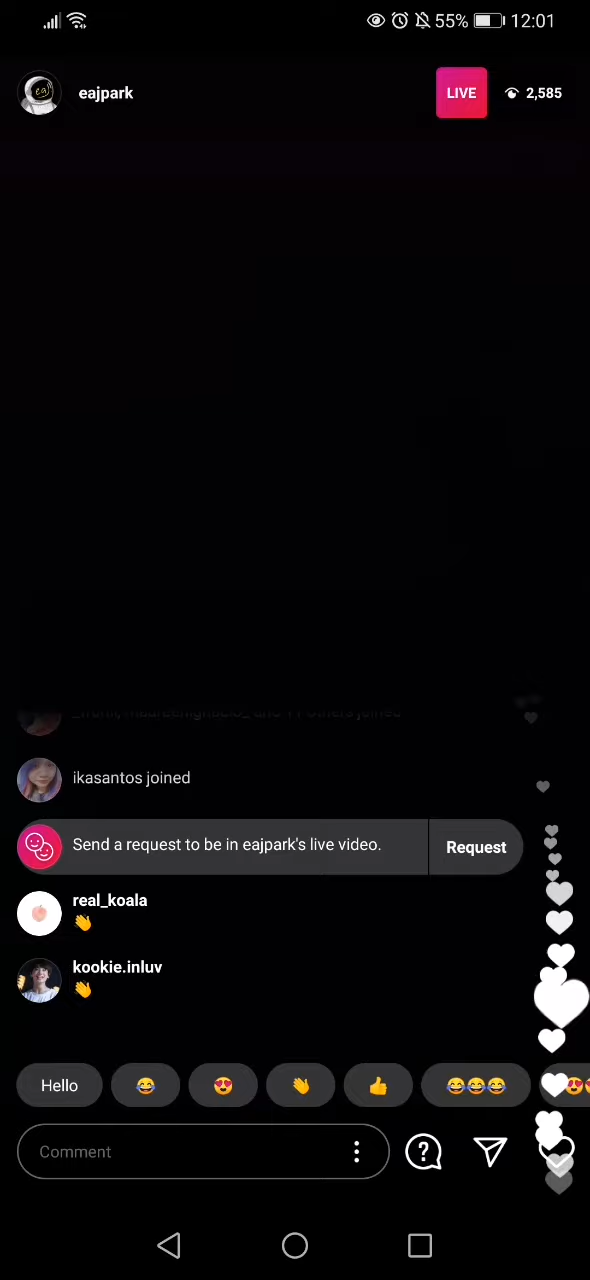 55% 12:01
eajpark LIVE 2,585
ikasantos joined
Send a request to be in eajpark's live video. Request
real_koala
👋
kookie.inluv
👋
Hello 😂 😍 👋 👍 😂😂😂 😍
Comment